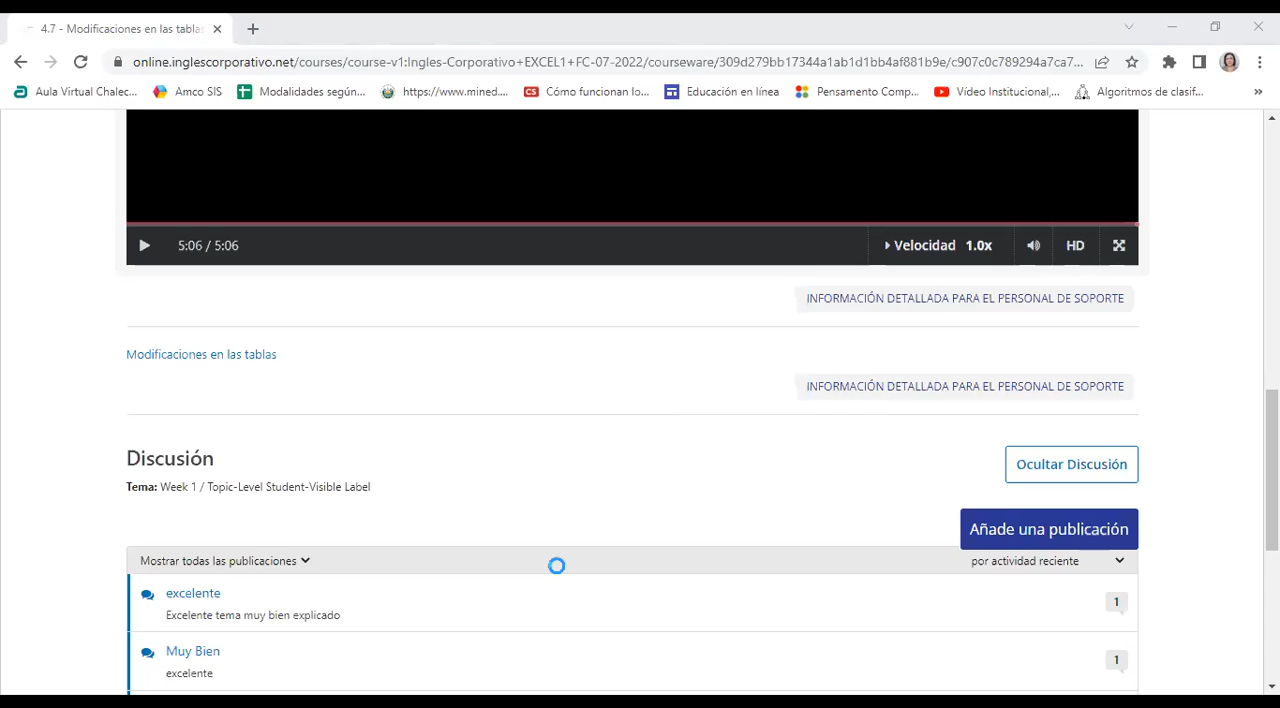 4.7 - Modificaciones en las tablas
online.inglescorporativo.net/courses/course-v1:Ingles-Corporativo+EXCEL1+FC-07-2022/courseware/309d279bb17344a1ab1d1bb4af881b9e/c907c0c789294a7ca7...
Aula Virtual Chalec... Amco SIS Modalidades según... https://www.mined.... Cómo funcionan lo... Educación en línea Pensamento Comp... Vídeo Institucional,... Algoritmos de clasif... »
5:06 / 5:06 Velocidad 1.0x HD
INFORMACIÓN DETALLADA PARA EL PERSONAL DE SOPORTE
Modificaciones en las tablas
INFORMACIÓN DETALLADA PARA EL PERSONAL DE SOPORTE
Discusión Ocultar Discusión
Tema: Week 1 / Topic-Level Student-Visible Label
Añade una publicación
Mostrar todas las publicaciones por actividad reciente
excelente
Excelente tema muy bien explicado 1
Muy Bien
excelente 1